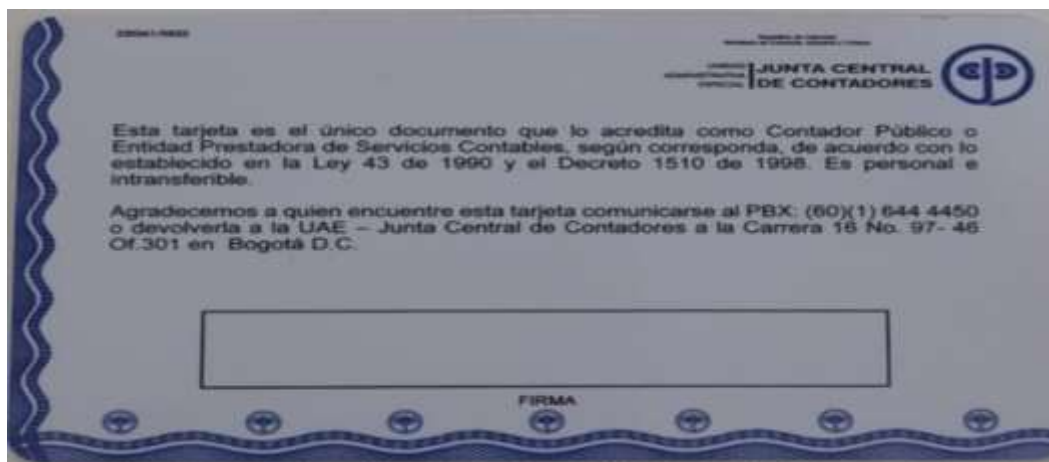 JUNTA CENTRAL
DE CONTADORES
Esta tarjeta es el único documento que lo acredita como Contador Público o
Entidad Prestadora de Servicios Contables, según corresponda, de acuerdo con lo
establecido en la Ley 43 de 1990 y el Decreto 1510 de 1998. Es personal e
intransferible.
Agradecemos a quien encuentre esta tarjeta comunicarse al PBX: (60)(1) 644 4450
o devolverla a la UAE – Junta Central de Contadores a la Carrera 16 No. 97- 46
Of.301 en Bogotá D.C.
FIRMA